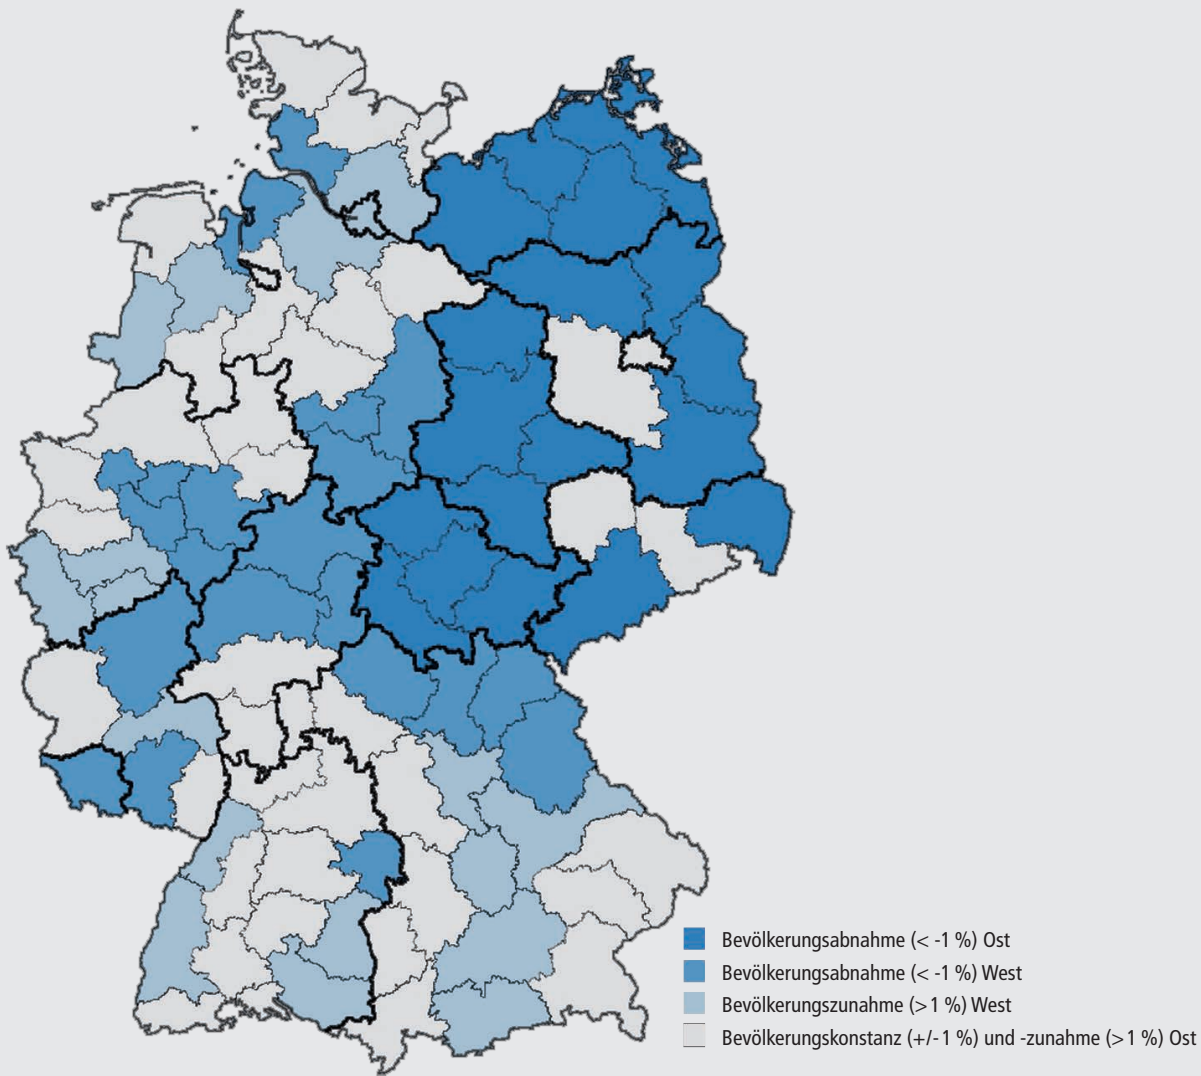 Bevölkerungsabnahme (< -1 %) Ost
Bevölkerungsabnahme (< -1 %) West
Bevölkerungszunahme (>1 %) West
Bevölkerungskonstanz (+/-1 %) und -zunahme (>1 %) Ost